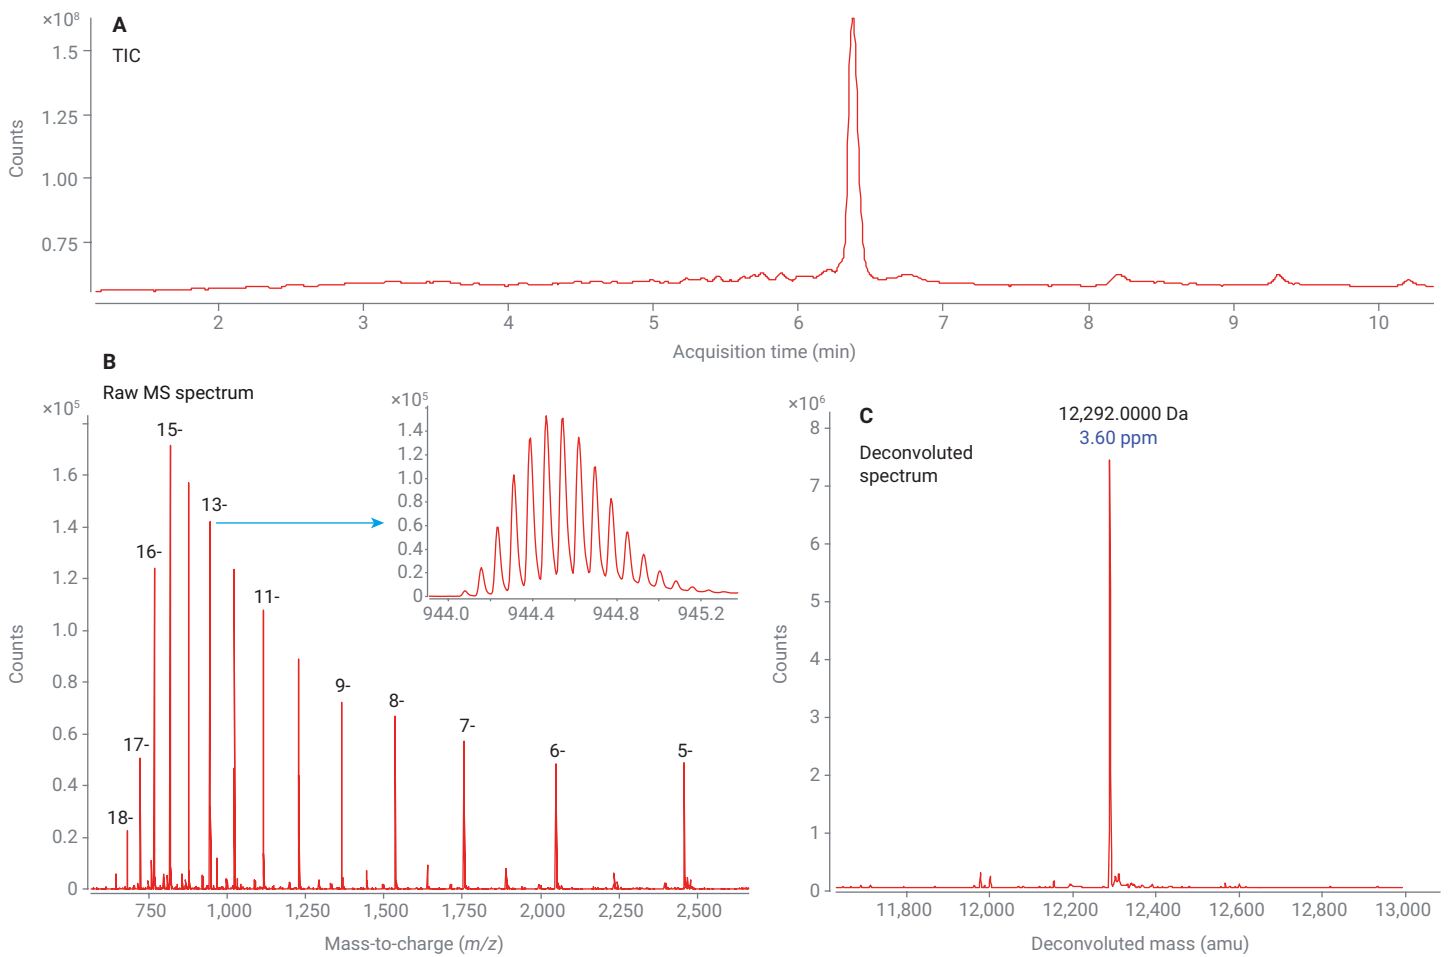 ×10⁸
A
TIC
1.5
1.25
1.00
0.75
Counts
2 3 4 5 6 7 8 9 10
Acquisition time (min)
B
Raw MS spectrum
×10⁵
1.6
1.4
1.2
1.0
0.8
0.6
0.4
0.2
0
Counts
18-
17-
16-
15-
13-
11-
9-
8-
7-
6-
5-
750 1,000 1,250 1,500 1,750 2,000 2,250 2,500
Mass-to-charge (m/z)
×10⁵
1.4
1.2
1.0
0.8
0.6
0.4
0.2
0
944.0 944.4 944.8 945.2
×10⁶
C
Deconvoluted
spectrum
12,292.0000 Da
3.60 ppm
8
7
6
5
4
3
2
1
0
Counts
11,800 12,000 12,200 12,400 12,600 12,800 13,000
Deconvoluted mass (amu)